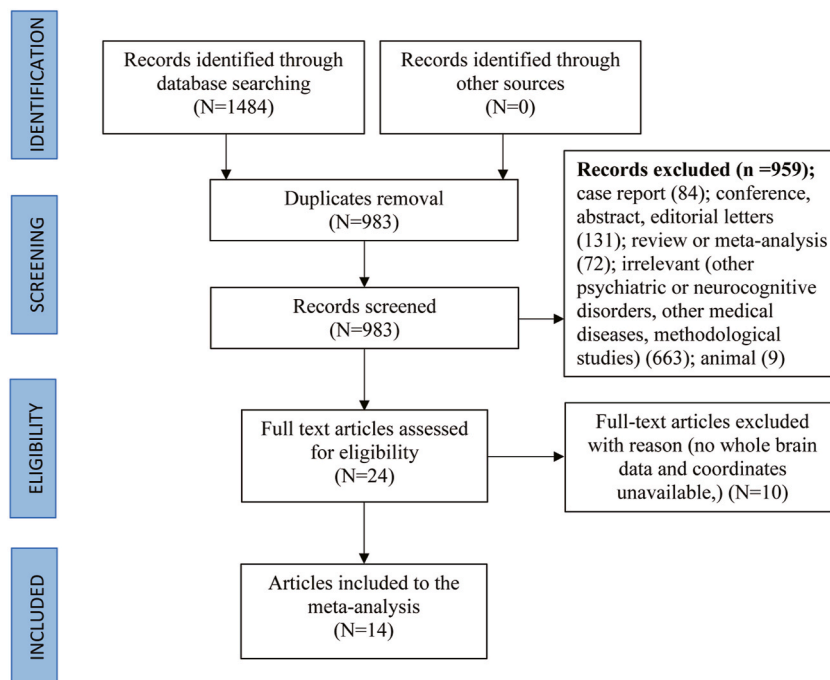 IDENTIFICATION
Records identified through
database searching
(N=1484)
Records identified through
other sources
(N=0)
SCREENING
Duplicates removal
(N=983)
Records screened
(N=983)
Records excluded (n =959);
case report (84); conference,
abstract, editorial letters
(131); review or meta-analysis
(72); irrelevant (other
psychiatric or neurocognitive
disorders, other medical
diseases, methodological
studies) (663); animal (9)
ELIGIBILITY
Full text articles assessed
for eligibility
(N=24)
Full-text articles excluded
with reason (no whole brain
data and coordinates
unavailable,) (N=10)
INCLUDED
Articles included to the
meta-analysis
(N=14)